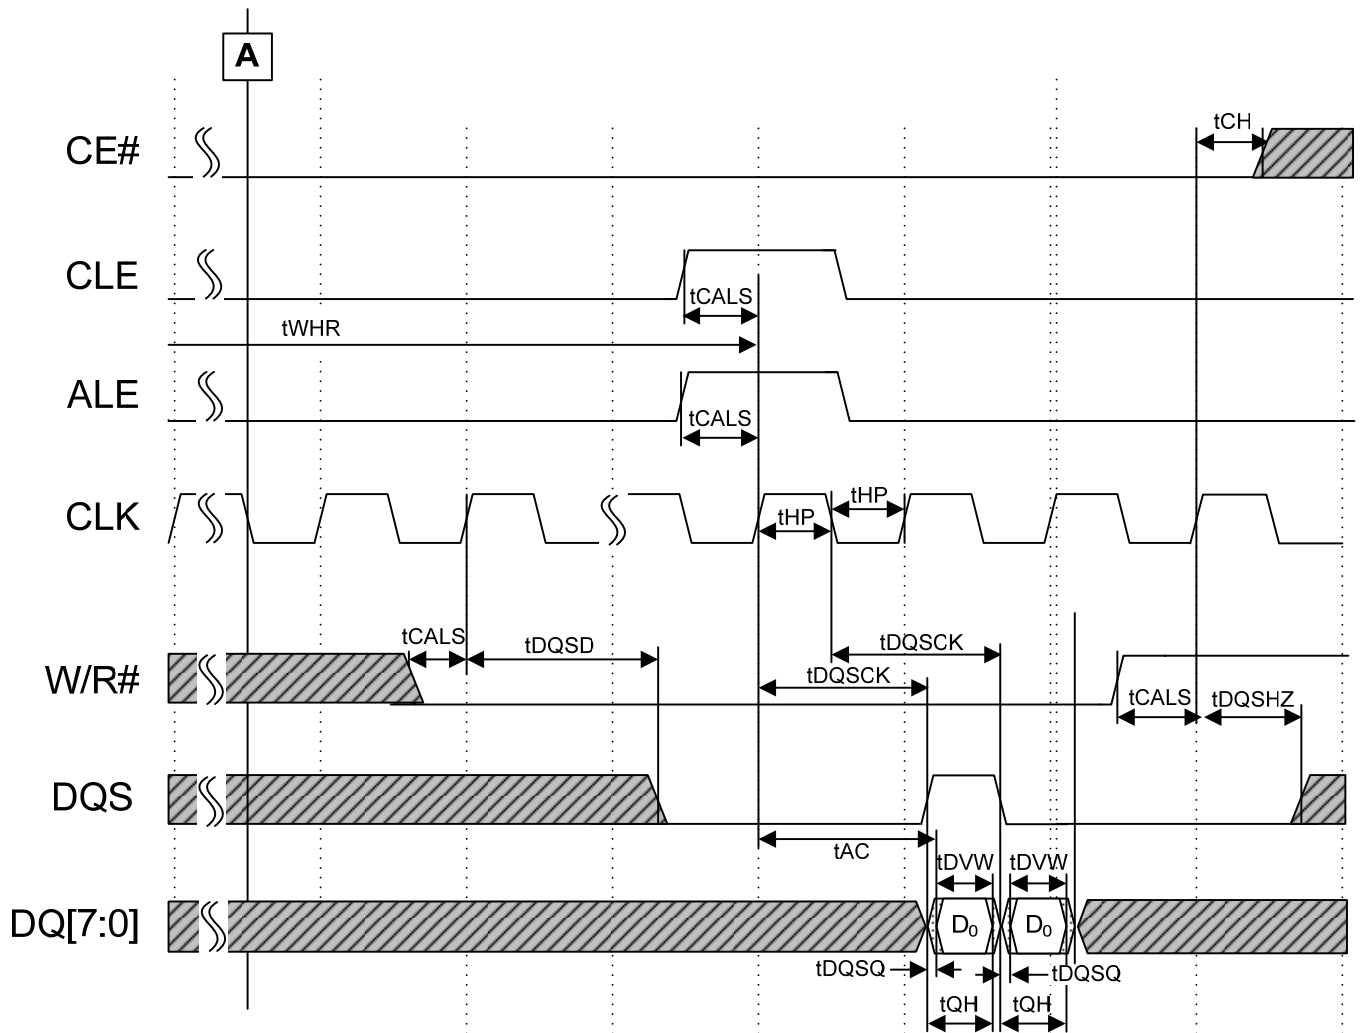 A
tCH
CE#
CLE
tCALS
tWHR
ALE
tCALS
CLK
tHP
tHP
tCALS
tDQSD
tDQSCK
tDQSCK
W/R#
tCALS
tDQSHZ
DQS
tAC
tDVW
tDVW
DQ[7:0]
D0
D0
tDQSQ
tDQSQ
tQH
tQH